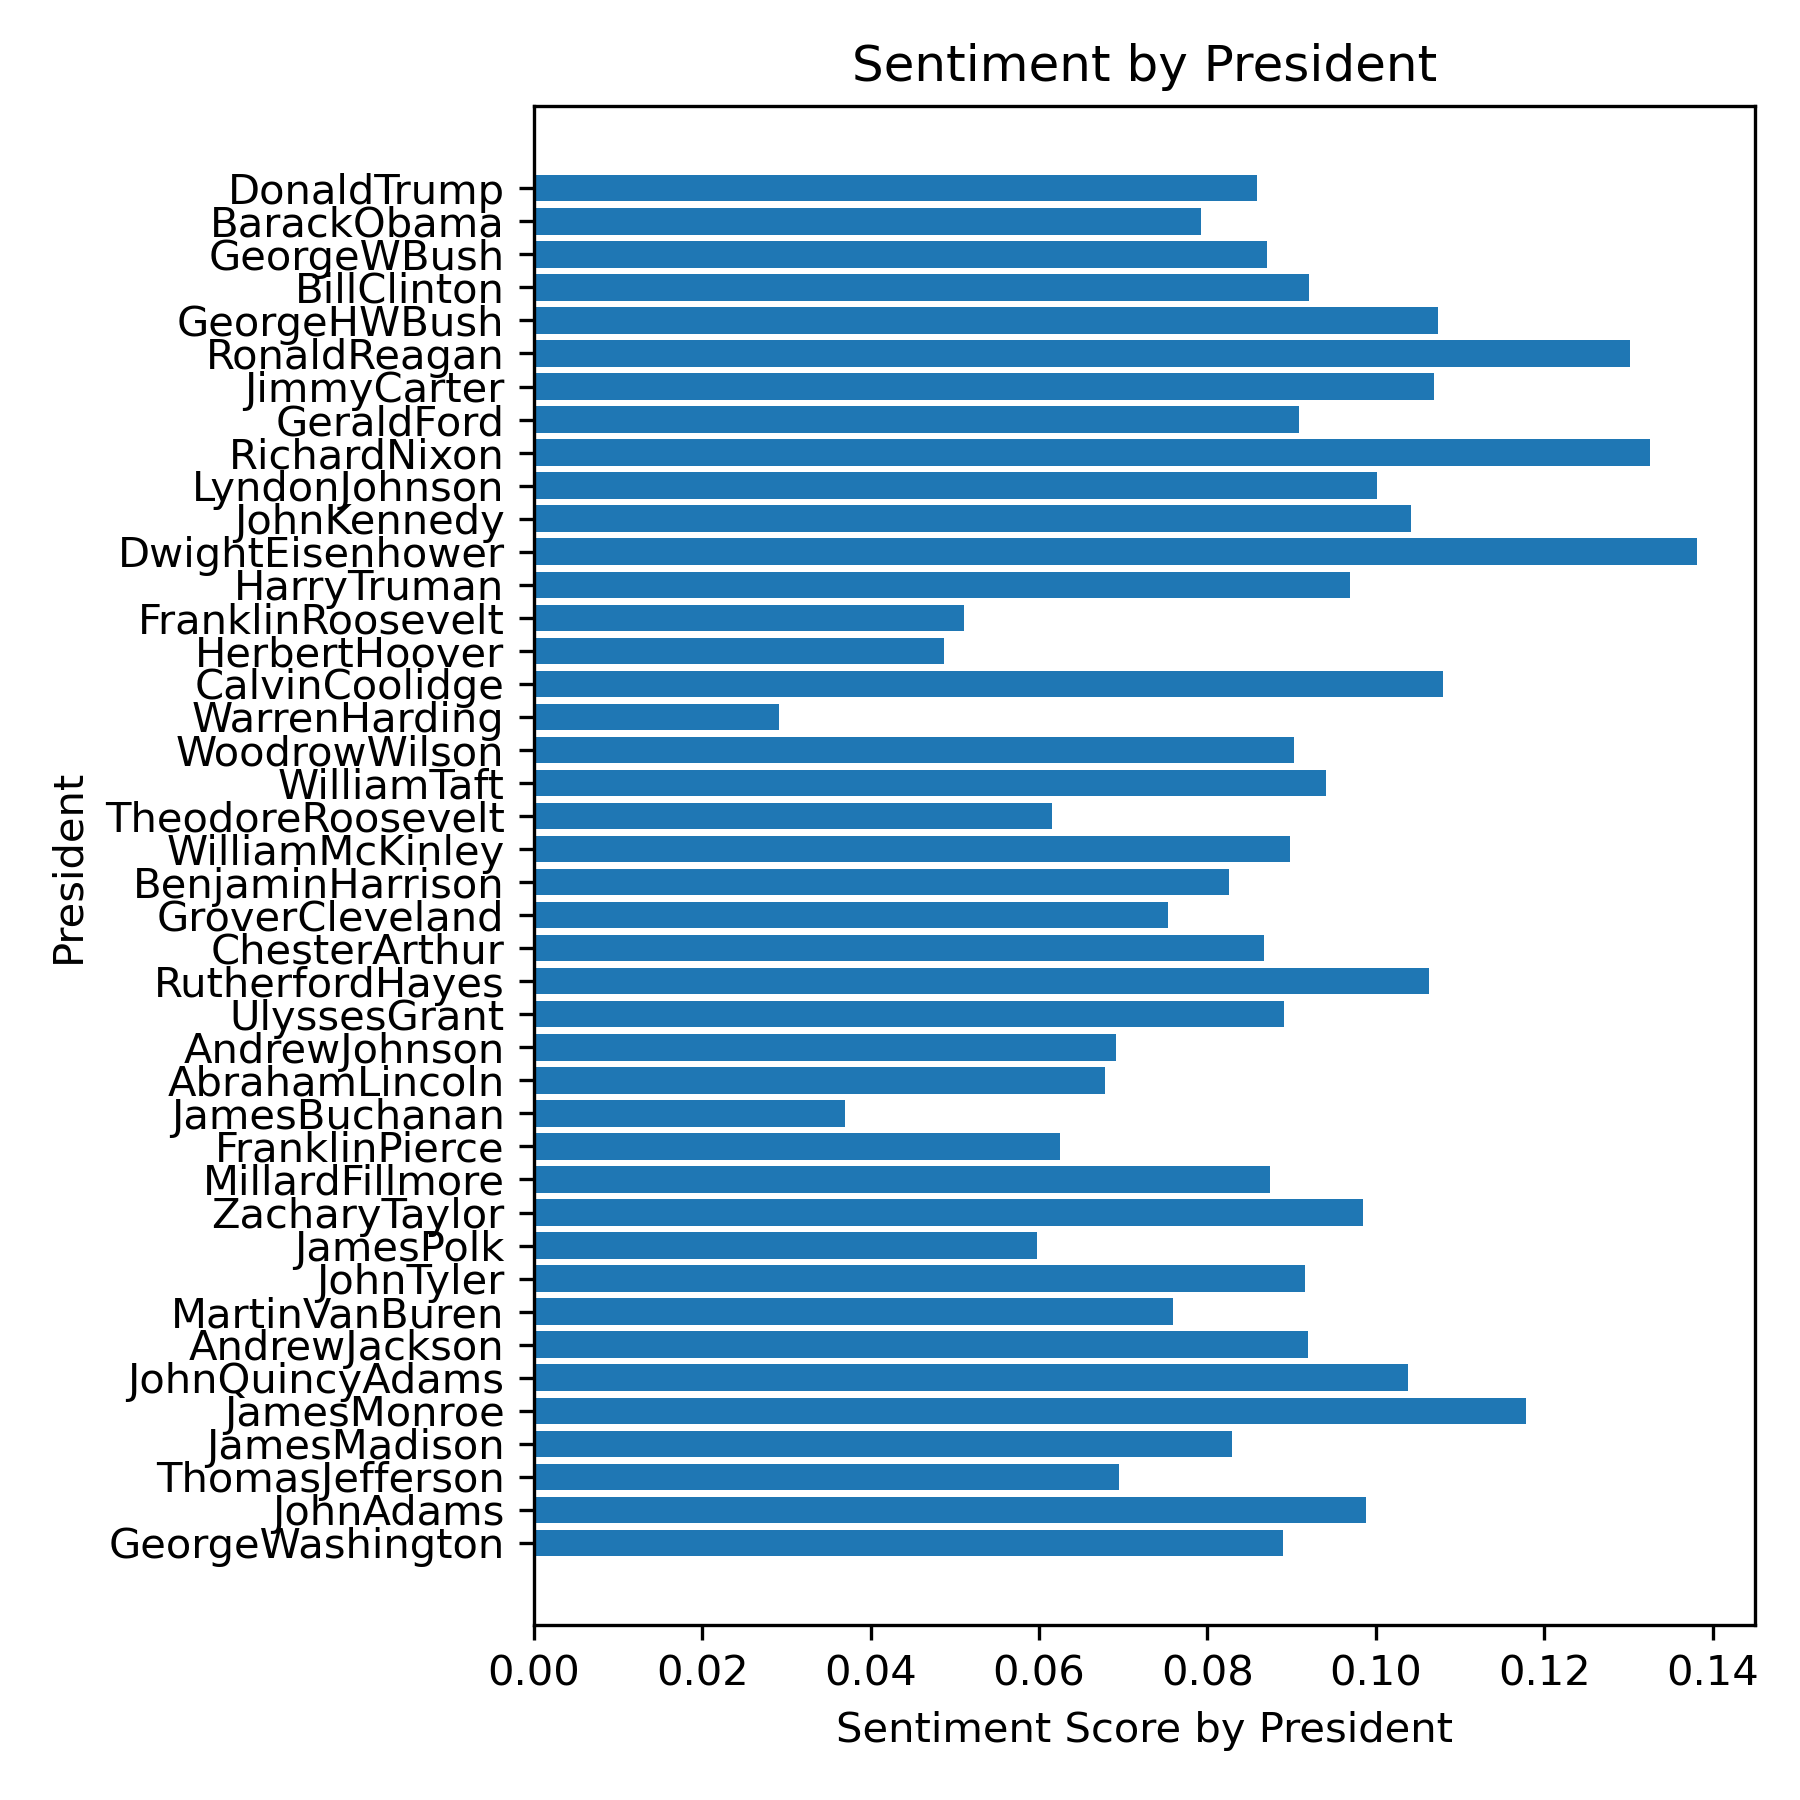 Sentiment by President
DonaldTrump
BarackObama
GeorgeWBush
BillClinton
GeorgeHWBush
RonaldReagan
JimmyCarter
GeraldFord
RichardNixon
LyndonJohnson
JohnKennedy
DwightEisenhower
HarryTruman
FranklinRoosevelt
HerbertHoover
CalvinCoolidge
WarrenHarding
WoodrowWilson
WilliamTaft
TheodoreRoosevelt
WilliamMcKinley
BenjaminHarrison
GroverCleveland
ChesterArthur
RutherfordHayes
UlyssesGrant
AndrewJohnson
AbrahamLincoln
JamesBuchanan
FranklinPierce
MillardFillmore
ZacharyTaylor
JamesPolk
JohnTyler
MartinVanBuren
AndrewJackson
JohnQuincyAdams
JamesMonroe
JamesMadison
ThomasJefferson
JohnAdams
GeorgeWashington
President
0.00 0.02 0.04 0.06 0.08 0.10 0.12 0.14
Sentiment Score by President